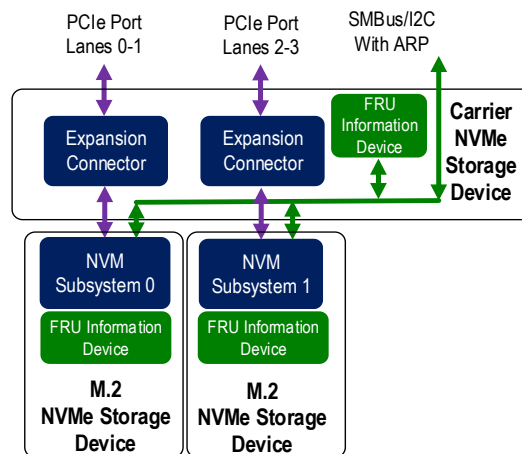 PCIe Port
Lanes 0-1
PCIe Port
Lanes 2-3
SMBus/I2C
With ARP
Expansion
Connector
Expansion
Connector
FRU
Information
Device
Carrier
NVMe
Storage
Device
NVM
Subsystem 0
FRU Information
Device
M.2
NVMe Storage
Device
NVM
Subsystem 1
FRU Information
Device
M.2
NVMe Storage
Device